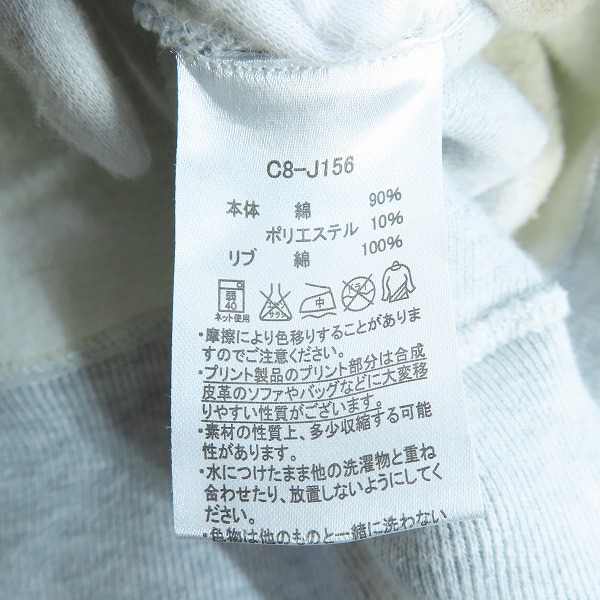 C8-J156
本体 綿 90%
ポリエステル 10%
リブ 綿 100%
弱
40
中
ドライ
ネット使用
・摩擦により色移りすることがありま
すのでご注意ください。
・プリント製品のプリント部分は合成
皮革のソファやバッグなどに大変移
りやすい性質がございます。
・素材の性質上、多少収縮する可能
性があります。
・水につけたまま他の洗濯物と重ね
合わせたり、放置しないようにしてく
ださい。
・色物は他のものと一緒に洗わない